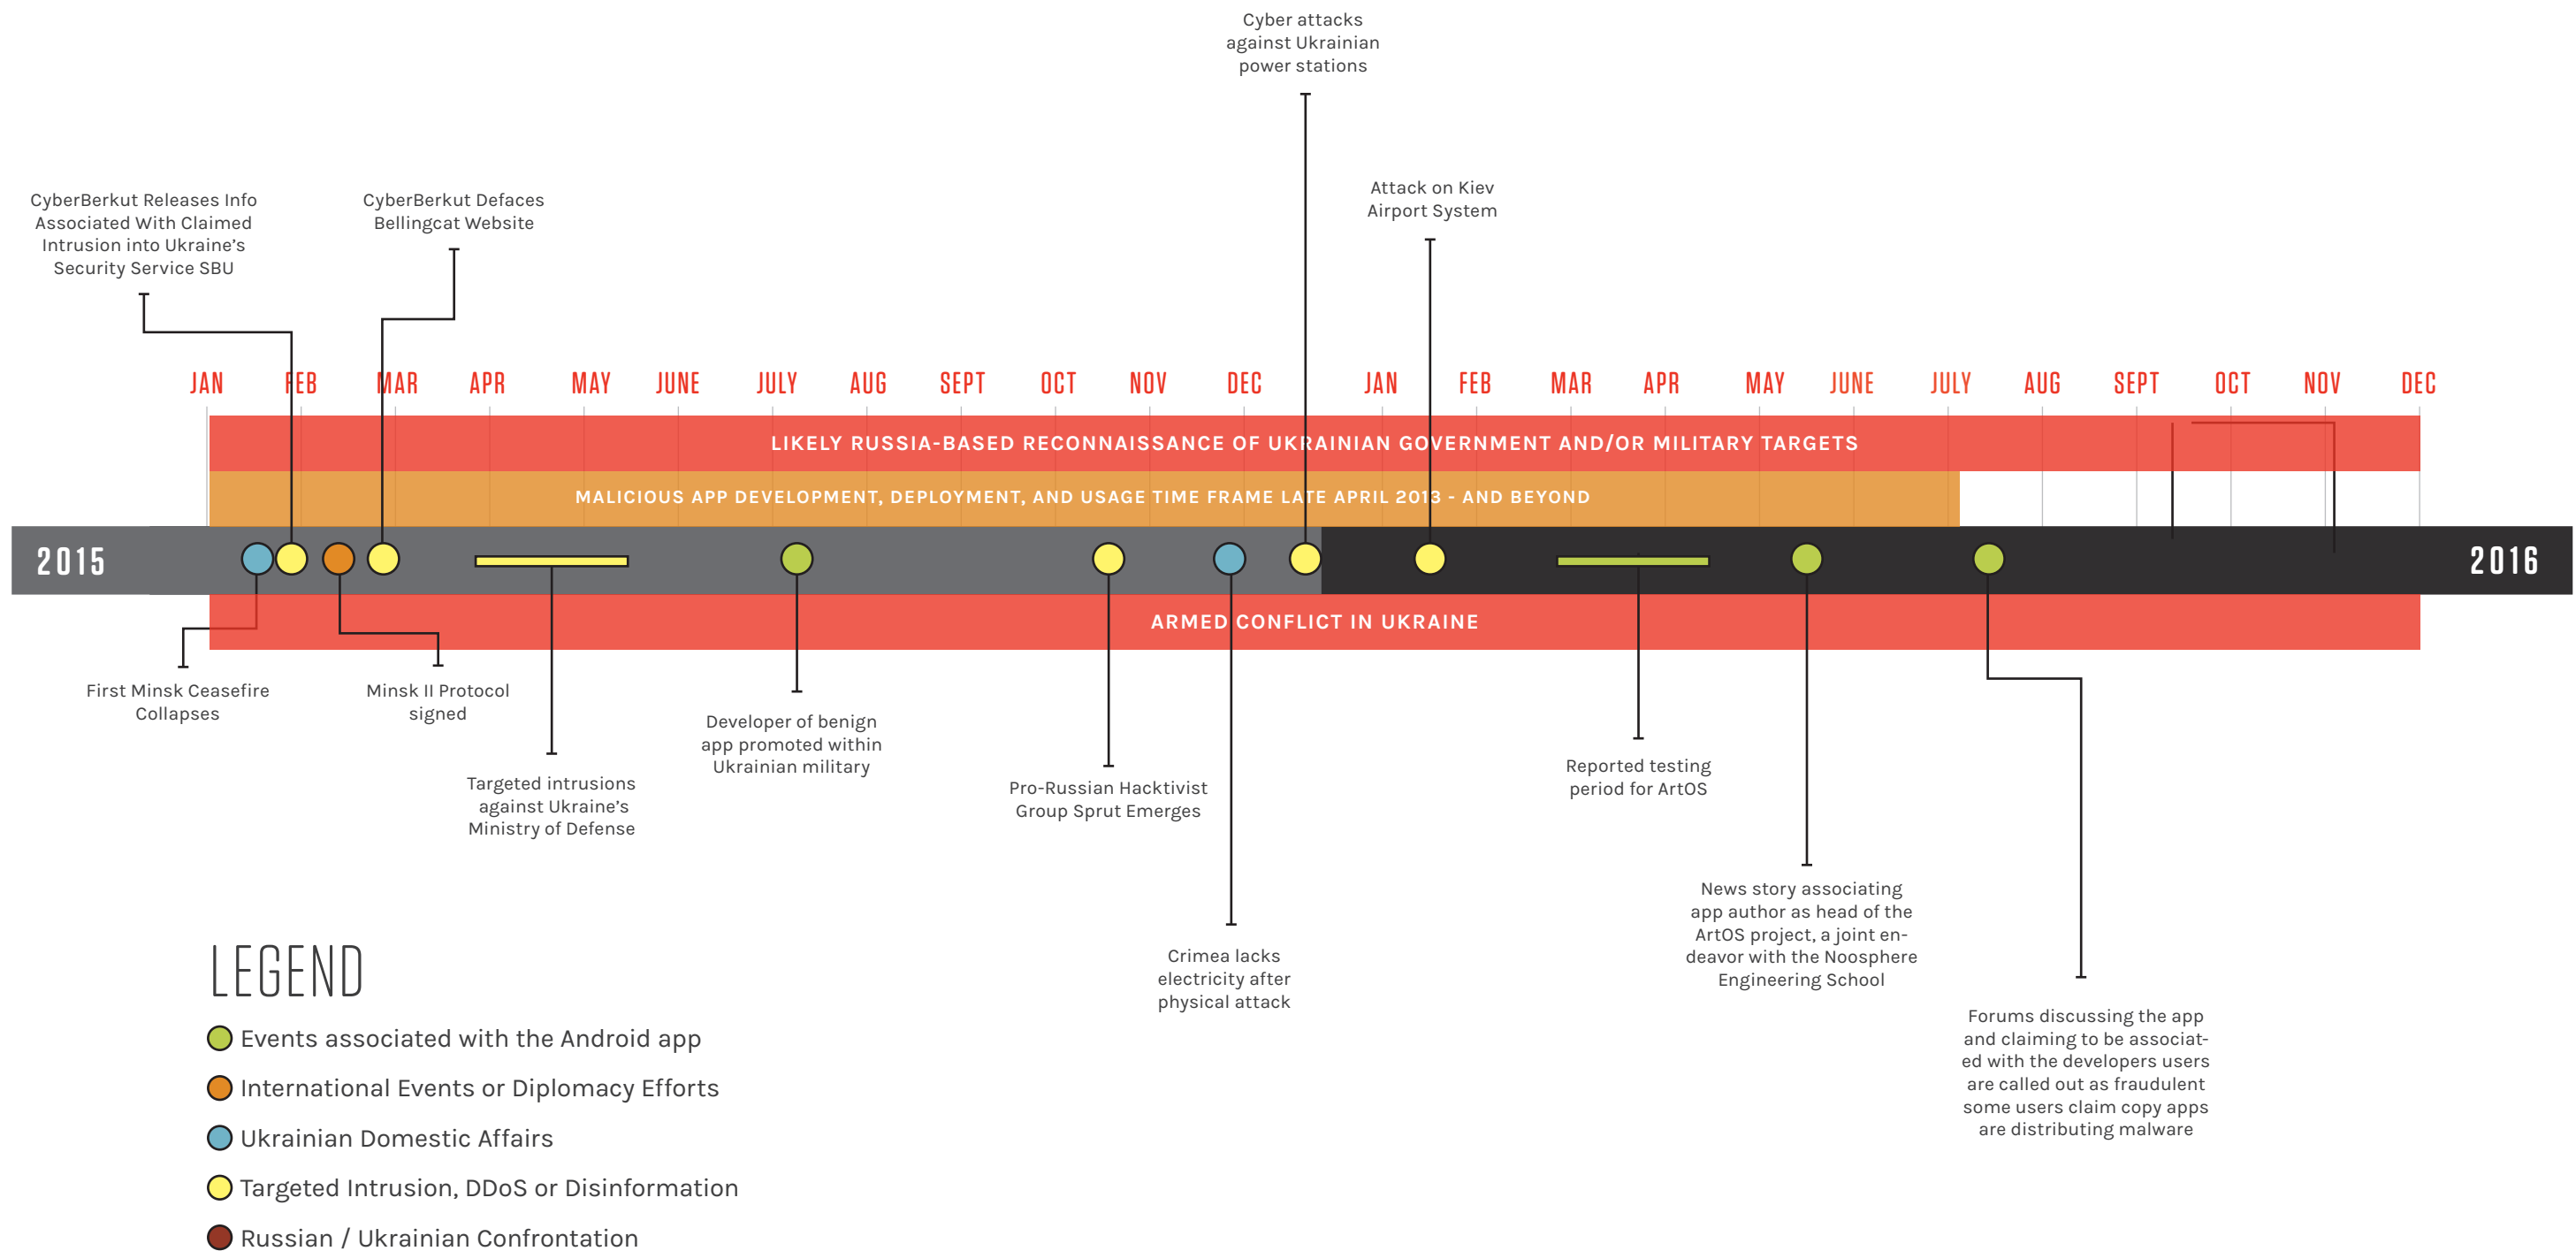 Cyber attacks
against Ukrainian
power stations
Attack on Kiev
Airport System
CyberBerkut Releases Info
Associated With Claimed
Intrusion into Ukraine’s
Security Service SBU
CyberBerkut Defaces
Bellingcat Website
JAN FEB MAR APR MAY JUNE JULY AUG SEPT OCT NOV DEC JAN FEB MAR APR MAY JUNE JULY AUG SEPT OCT NOV DEC
LIKELY RUSSIA-BASED RECONNAISSANCE OF UKRAINIAN GOVERNMENT AND/OR MILITARY TARGETS
MALICIOUS APP DEVELOPMENT, DEPLOYMENT, AND USAGE TIME FRAME LATE APRIL 2013 - AND BEYOND
2015
2016
ARMED CONFLICT IN UKRAINE
First Minsk Ceasefire
Collapses
Minsk II Protocol
signed
Targeted intrusions
against Ukraine’s
Ministry of Defense
Developer of benign
app promoted within
Ukrainian military
Pro-Russian Hacktivist
Group Sprut Emerges
Crimea lacks
electricity after
physical attack
Reported testing
period for ArtOS
News story associating
app author as head of the
ArtOS project, a joint en-
deavor with the Noosphere
Engineering School
Forums discussing the app
and claiming to be associat-
ed with the developers users
are called out as fraudulent
some users claim copy apps
are distributing malware
LEGEND
Events associated with the Android app
International Events or Diplomacy Efforts
Ukrainian Domestic Affairs
Targeted Intrusion, DDoS or Disinformation
Russian / Ukrainian Confrontation